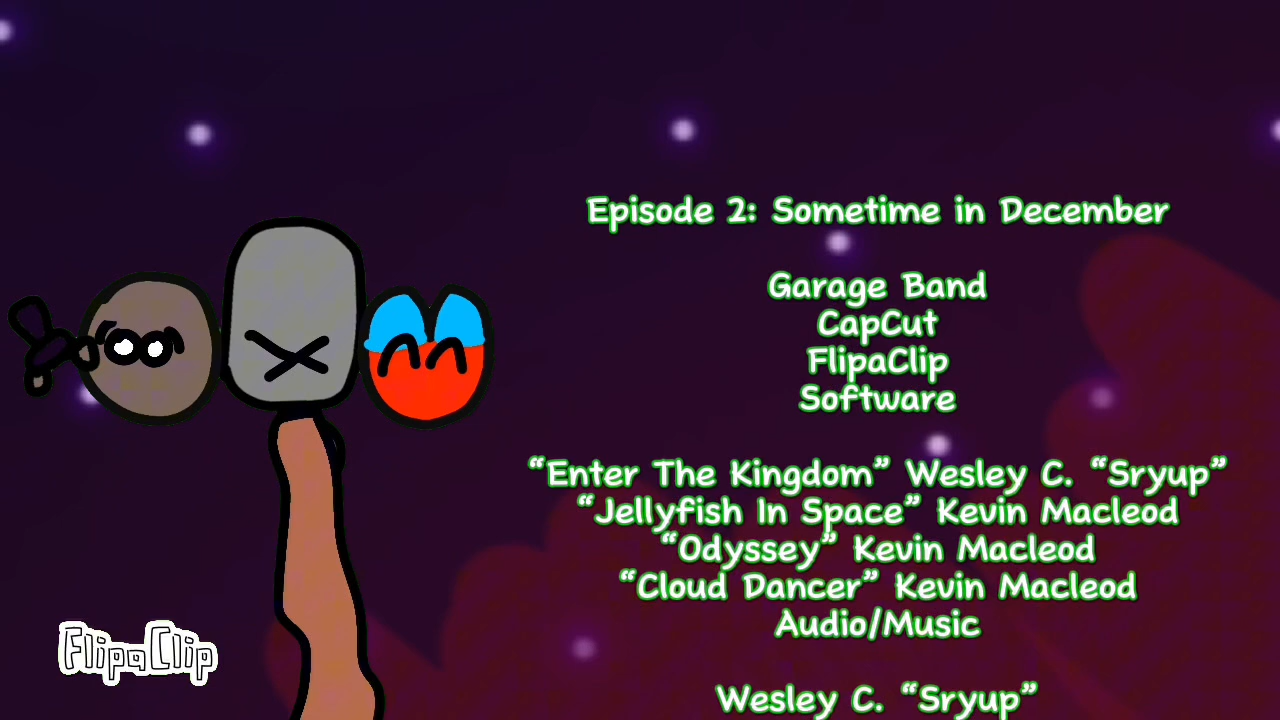 Episode 2: Sometime in December
Garage Band
CapCut
FlipaClip
Software
“Enter The Kingdom” Wesley C. “Sryup”
“Jellyfish In Space” Kevin Macleod
“Odyssey” Kevin Macleod
“Cloud Dancer” Kevin Macleod
Audio/Music
Wesley C. “Sryup”
FlipaClip